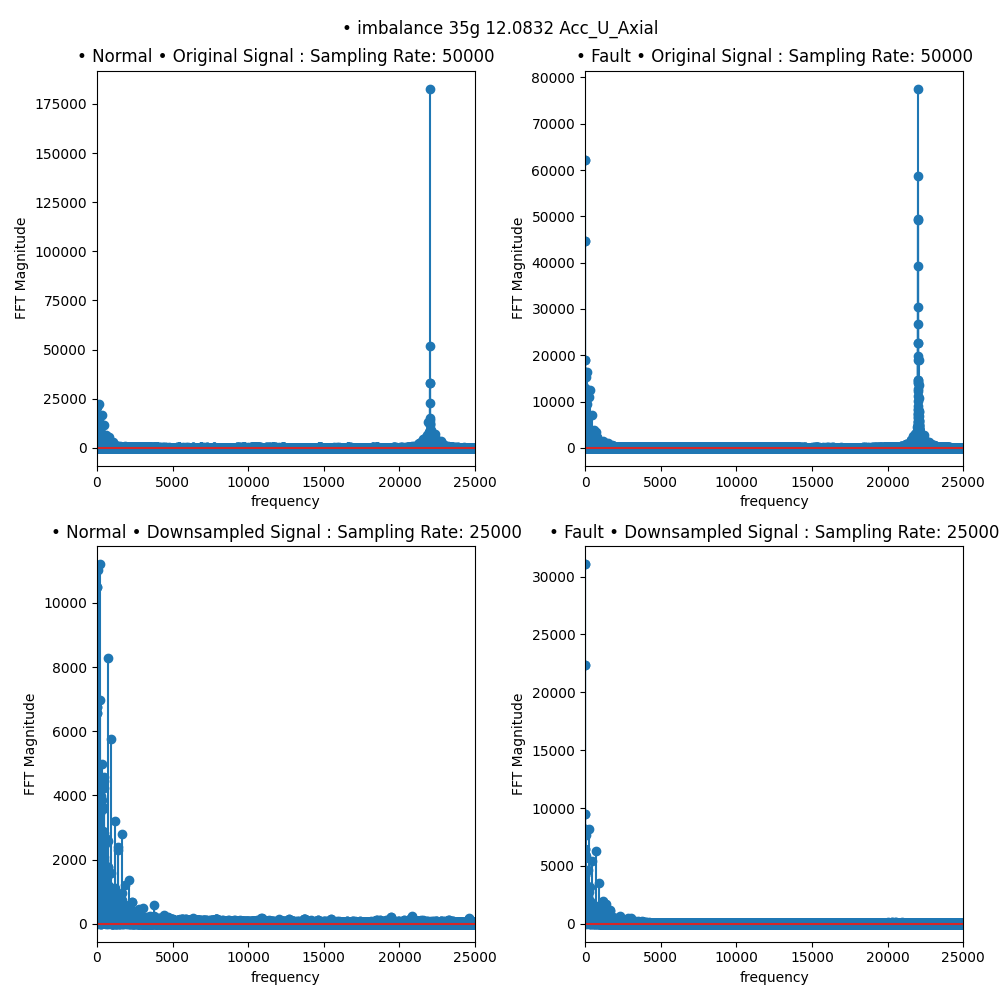 • imbalance 35g 12.0832 Acc_U_Axial
• Normal • Original Signal : Sampling Rate: 50000
FFT Magnitude
175000
150000
125000
100000
75000
50000
25000
0
0 5000 10000 15000 20000 25000
frequency
• Fault • Original Signal : Sampling Rate: 50000
FFT Magnitude
80000
70000
60000
50000
40000
30000
20000
10000
0
0 5000 10000 15000 20000 25000
frequency
• Normal • Downsampled Signal : Sampling Rate: 25000
FFT Magnitude
10000
8000
6000
4000
2000
0
0 5000 10000 15000 20000 25000
frequency
• Fault • Downsampled Signal : Sampling Rate: 25000
FFT Magnitude
30000
25000
20000
15000
10000
5000
0
0 5000 10000 15000 20000 25000
frequency